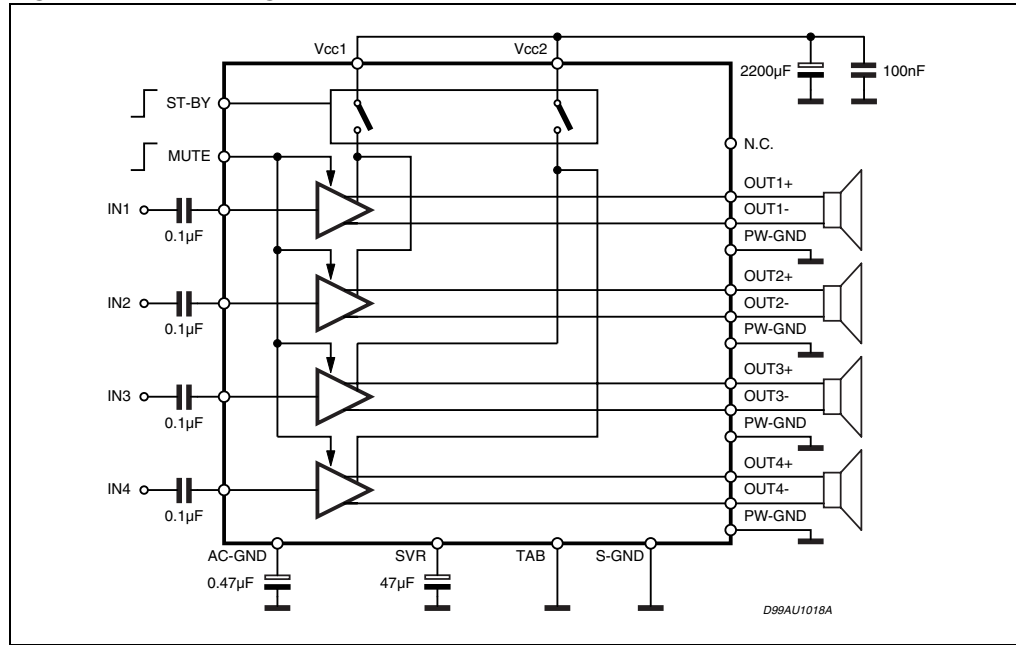 Vcc1
Vcc2
2200µF
100nF
ST-BY
N.C.
MUTE
OUT1+
IN1
OUT1-
0.1µF
PW-GND
OUT2+
IN2
OUT2-
0.1µF
PW-GND
OUT3+
IN3
OUT3-
0.1µF
PW-GND
OUT4+
IN4
OUT4-
0.1µF
PW-GND
AC-GND
SVR
TAB
S-GND
0.47µF
47µF
D99AU1018A